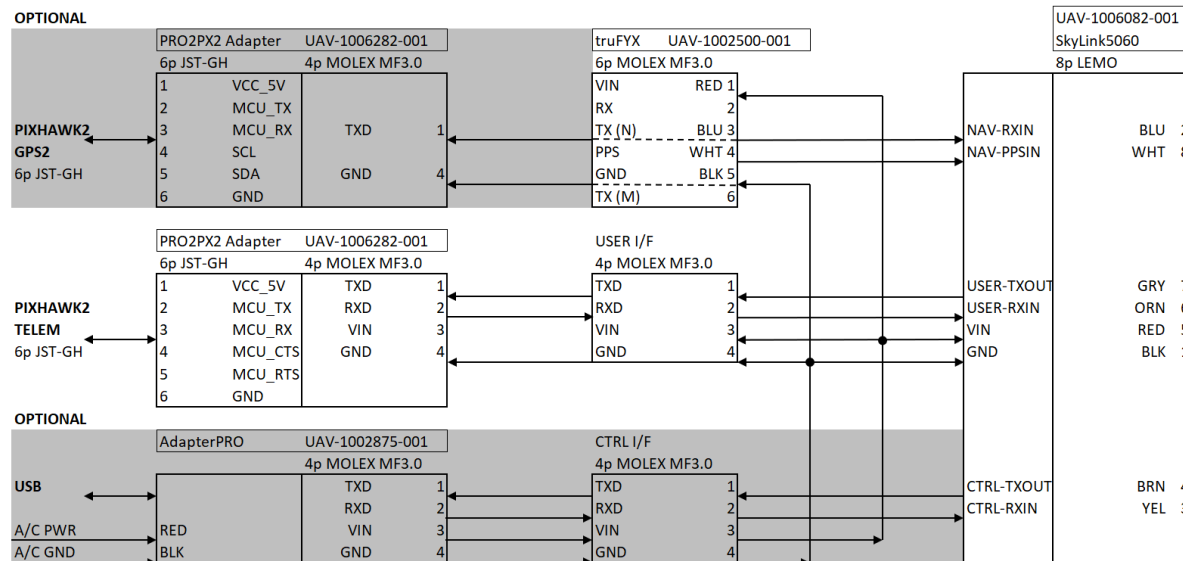 OPTIONAL
UAV-1006082-001
PRO2PX2 Adapter UAV-1006282-001 truFYX UAV-1002500-001 SkyLink5060
6p JST-GH 4p MOLEX MF3.0 6p MOLEX MF3.0 8p LEMO
1 VCC_5V VIN RED 1
2 MCU_TX RX 2
PIXHAWK2 3 MCU_RX TXD 1 TX (N) BLU 3 NAV-RXIN BLU
GPS2 4 SCL PPS WHT 4 NAV-PPSIN WHT
6p JST-GH 5 SDA GND 4 GND BLK 5
6 GND TX (M) 6
PRO2PX2 Adapter UAV-1006282-001 USER I/F
6p JST-GH 4p MOLEX MF3.0 4p MOLEX MF3.0
1 VCC_5V TXD 1 TXD 1 USER-TXOUT GRY
PIXHAWK2 2 MCU_TX RXD 2 RXD 2 USER-RXIN ORN
TELEM 3 MCU_RX VIN 3 VIN 3 VIN RED
6p JST-GH 4 MCU_CTS GND 4 GND 4 GND BLK
5 MCU_RTS
6 GND
OPTIONAL
AdapterPRO UAV-1002875-001 CTRL I/F
4p MOLEX MF3.0 4p MOLEX MF3.0
USB TXD 1 TXD 1 CTRL-TXOUT BRN
RXD 2 RXD 2 CTRL-RXIN YEL
A/C PWR RED VIN 3 VIN 3
A/C GND BLK GND 4 GND 4